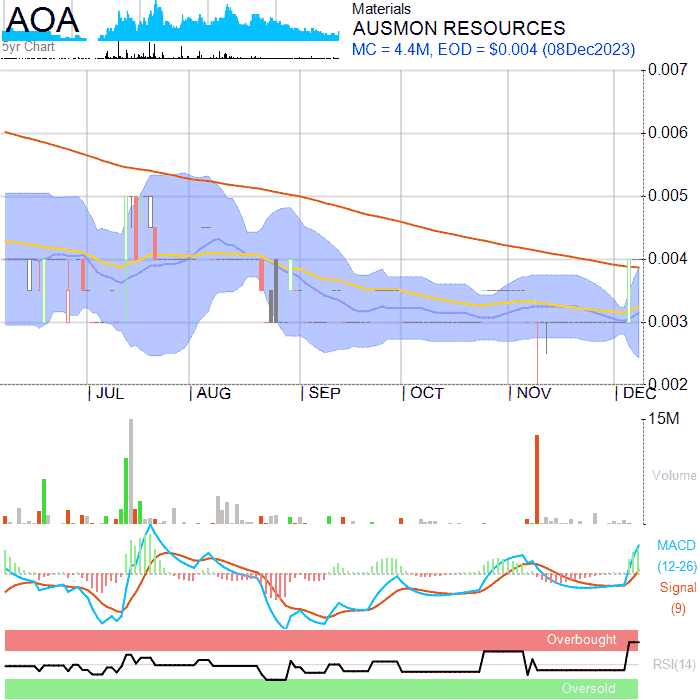 AOA
5yr Chart
Materials
AUSMON RESOURCES
MC = 4.4M, EOD = $0.004 (08Dec2023)
0.007
0.006
0.005
0.004
0.003
0.002
JUL AUG SEP OCT NOV DEC
15M
Volume
MACD
(12-26)
Signal
(9)
Overbought
RSI(14)
Oversold